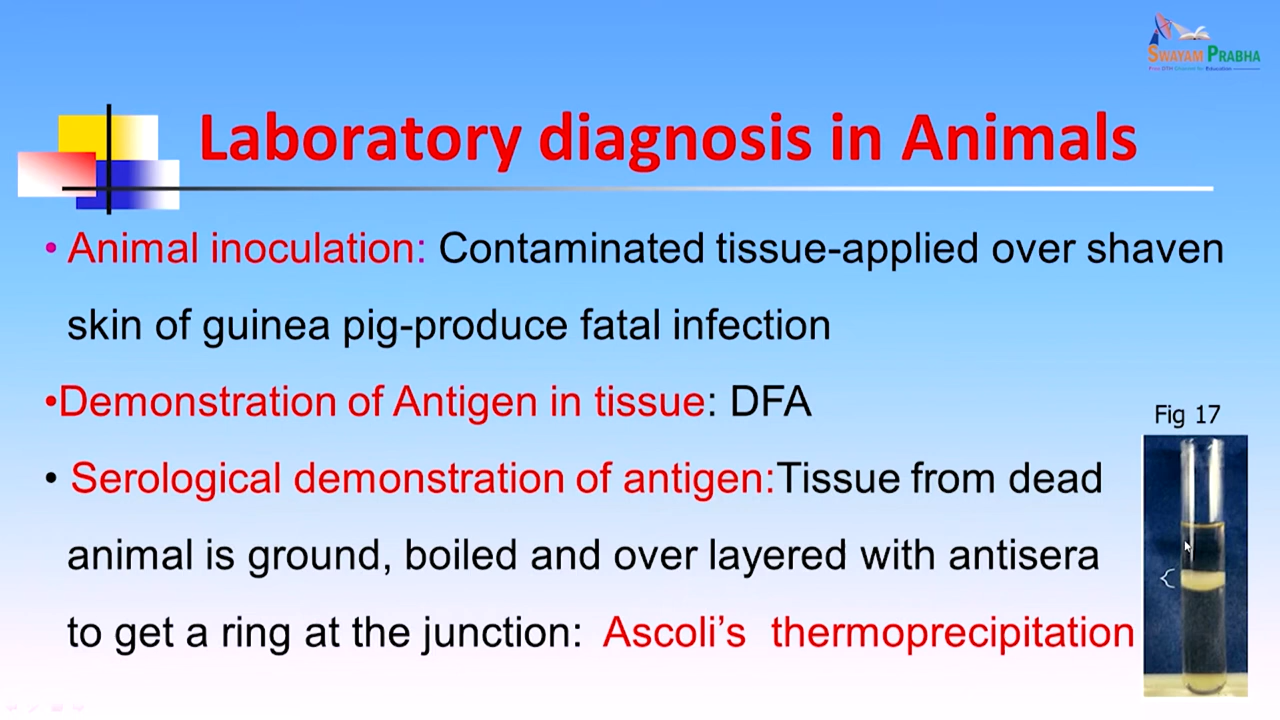 SWAYAM PRABHA
Laboratory diagnosis in Animals
• Animal inoculation: Contaminated tissue-applied over shaven
skin of guinea pig-produce fatal infection
•Demonstration of Antigen in tissue: DFA
Fig 17
• Serological demonstration of antigen:Tissue from dead
animal is ground, boiled and over layered with antisera
to get a ring at the junction: Ascoli’s thermoprecipitation